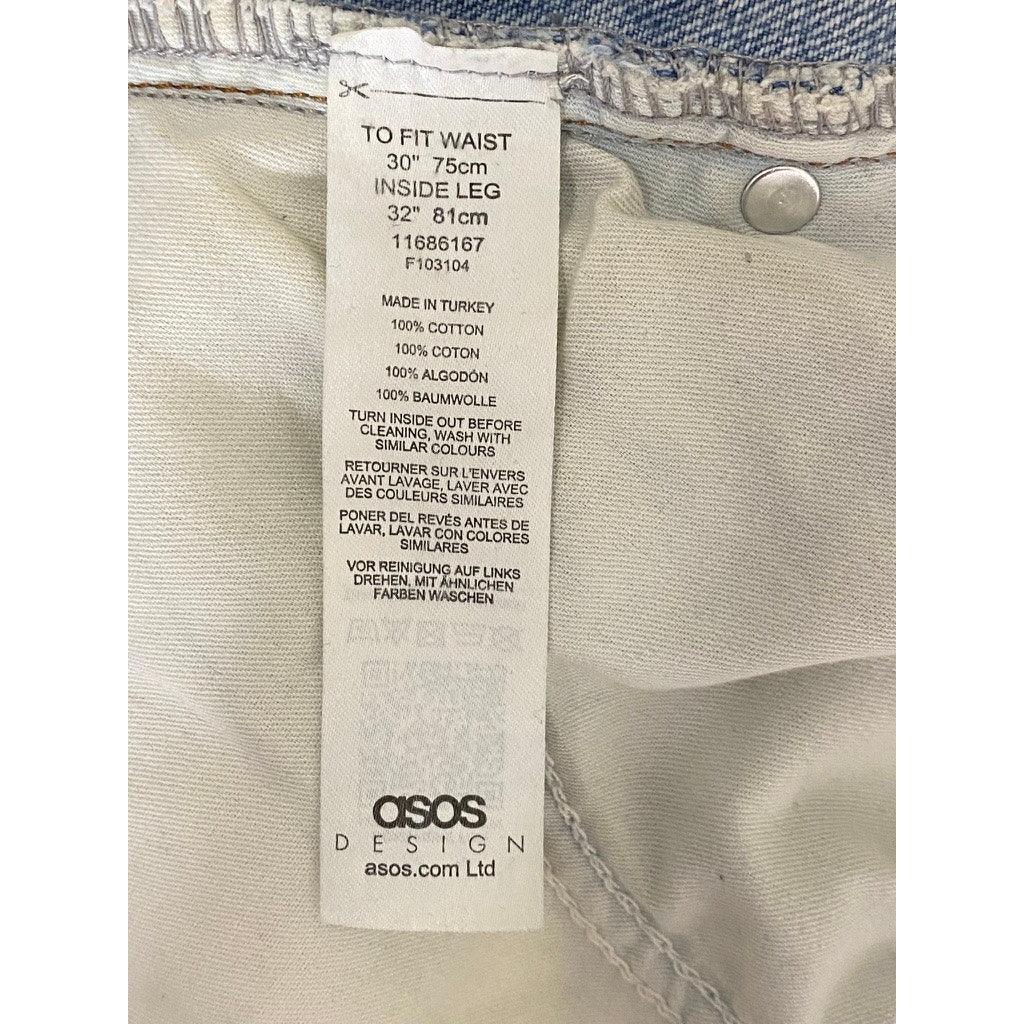 TO FIT WAIST
30" 75cm
INSIDE LEG
32" 81cm
11686167
F103104
MADE IN TURKEY
100% COTTON
100% COTON
100% ALGODÓN
100% BAUMWOLLE
TURN INSIDE OUT BEFORE
CLEANING, WASH WITH
SIMILAR COLOURS
RETOURNER SUR L'ENVERS
AVANT LAVAGE, LAVER AVEC
DES COULEURS SIMILAIRES
PONER DEL REVÉS ANTES DE
LAVAR, LAVAR CON COLORES
SIMILARES
VOR REINIGUNG AUF LINKS
DREHEN, MIT ÄHNLICHEN
FARBEN WASCHEN
asos
DESIGN
asos.com Ltd